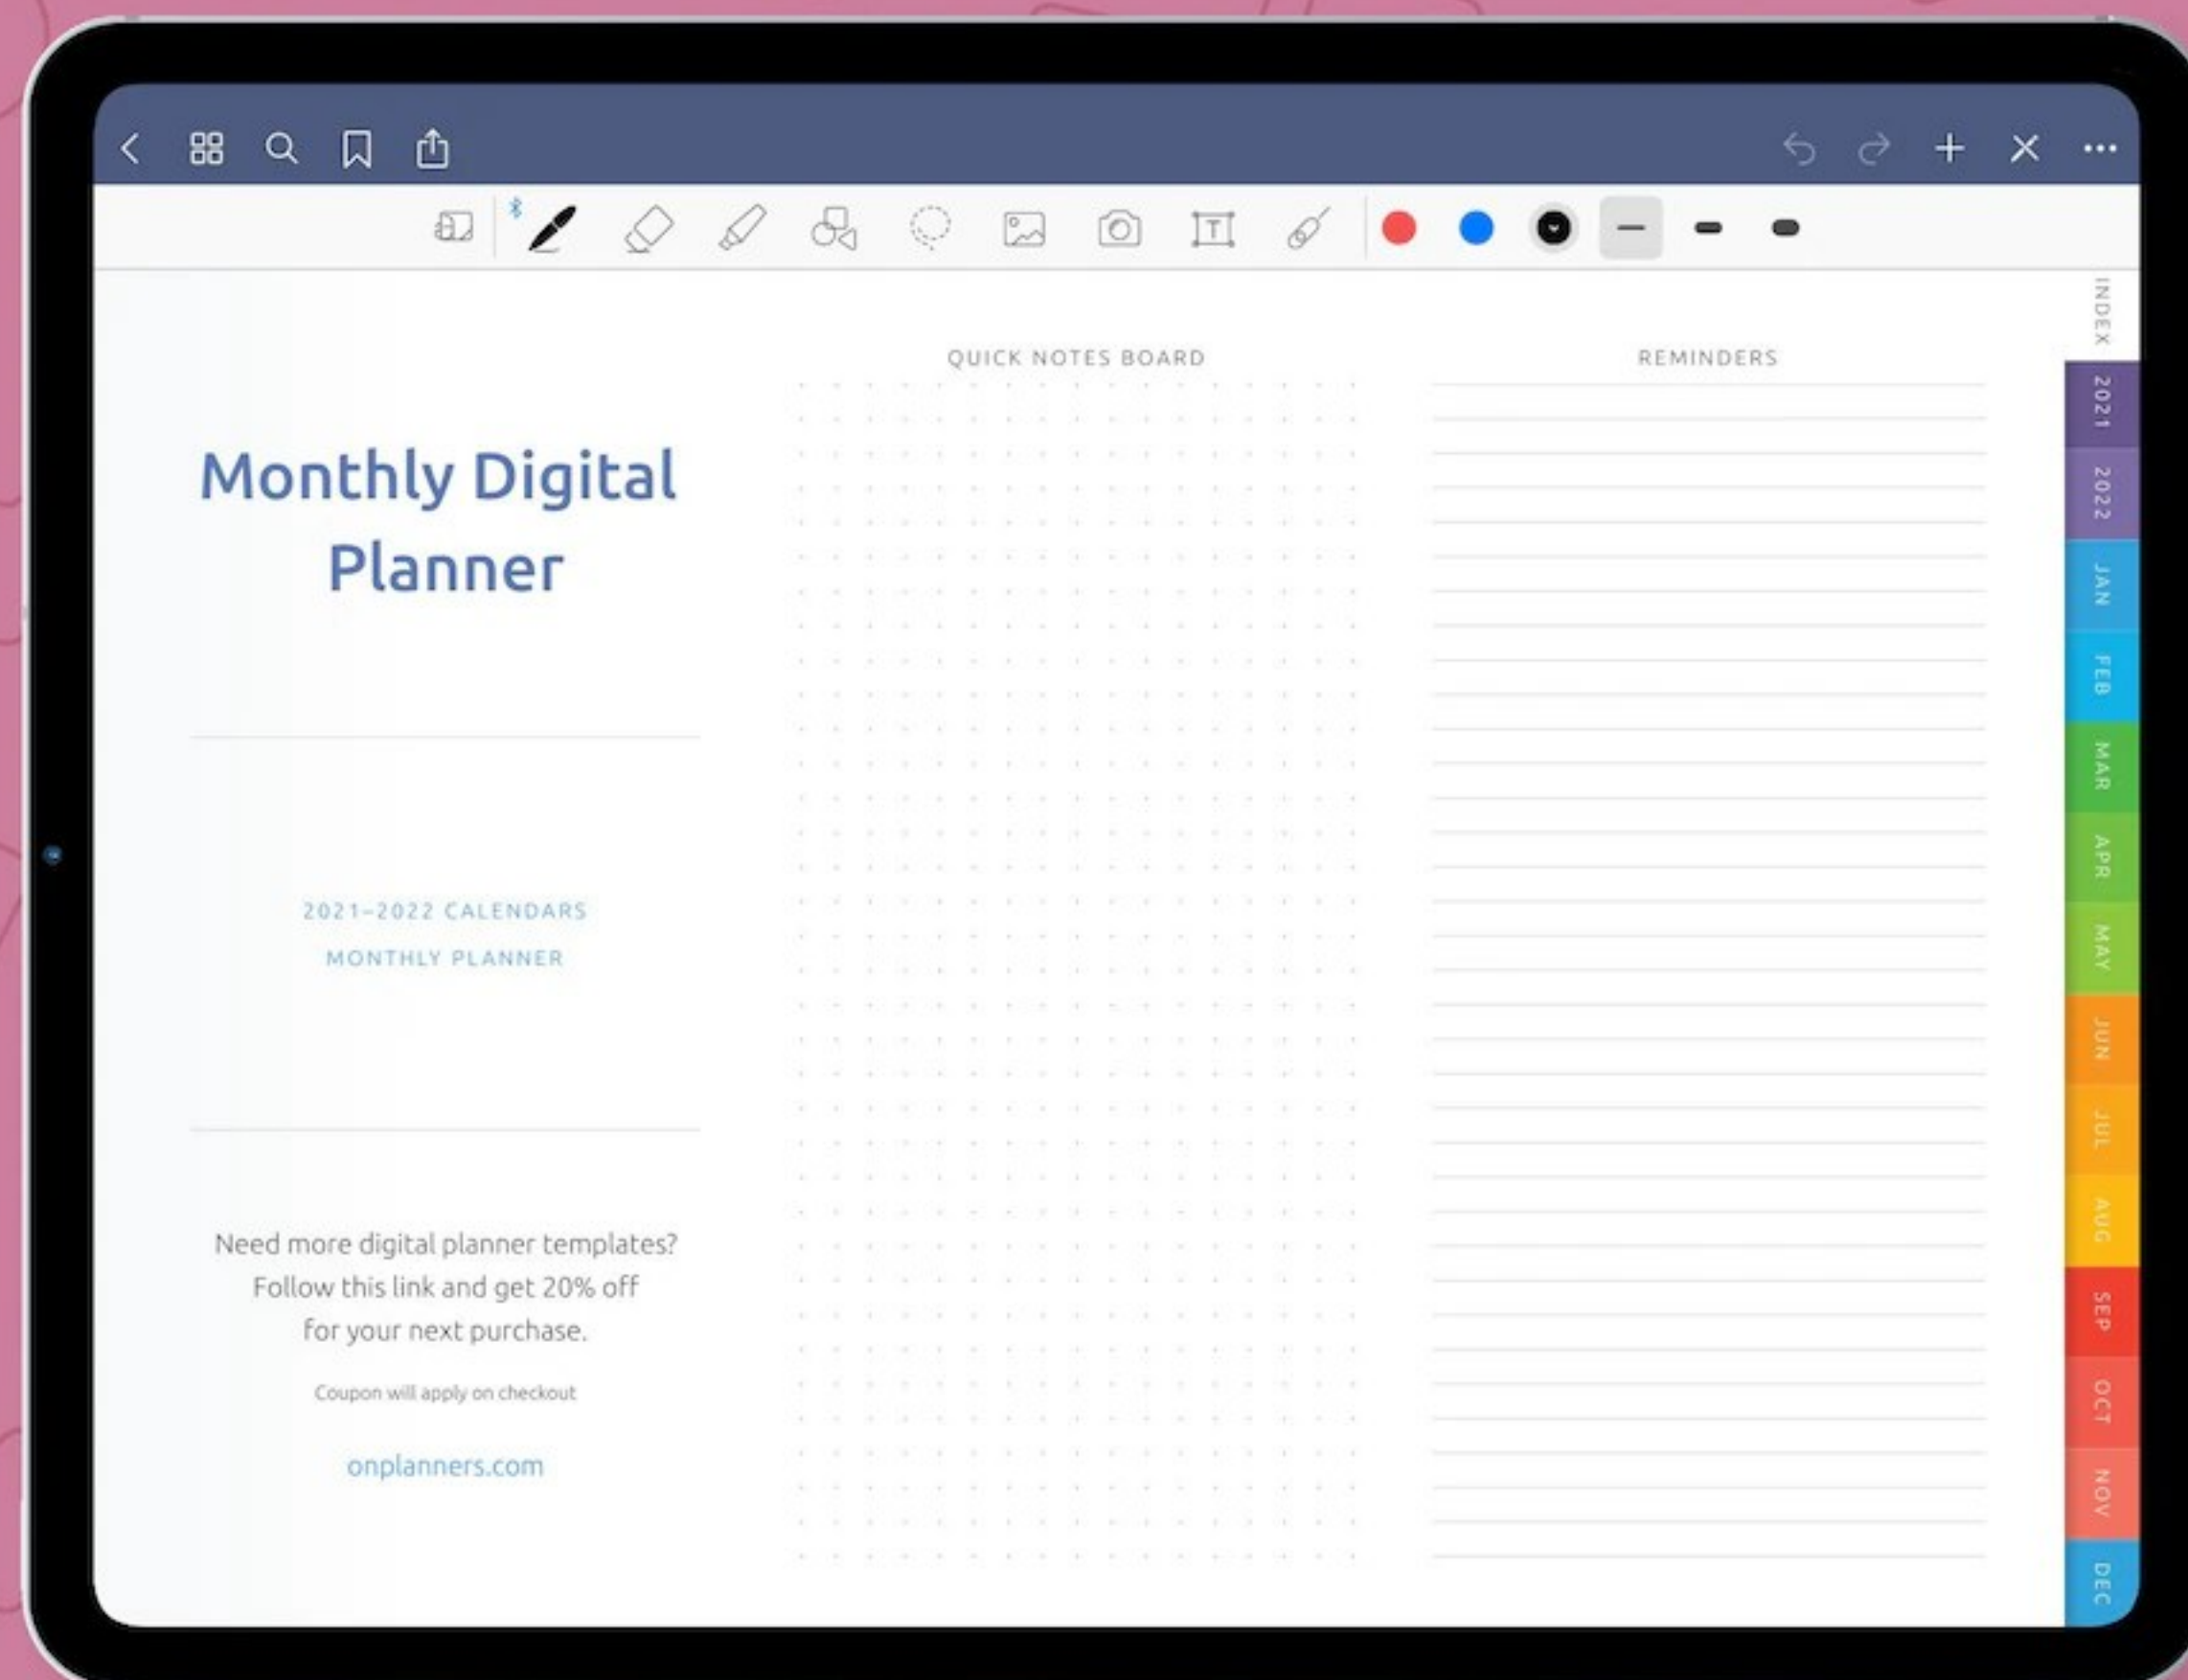 Monthly Digital
Planner
2021–2022 CALENDARS
MONTHLY PLANNER
Need more digital planner templates?
Follow this link and get 20% off
for your next purchase.
Coupon will apply on checkout
onplanners.com
QUICK NOTES BOARD
REMINDERS
INDEX
2021
2022
JAN
FEB
MAR
APR
MAY
JUN
JUL
AUG
SEP
OCT
NOV
DEC